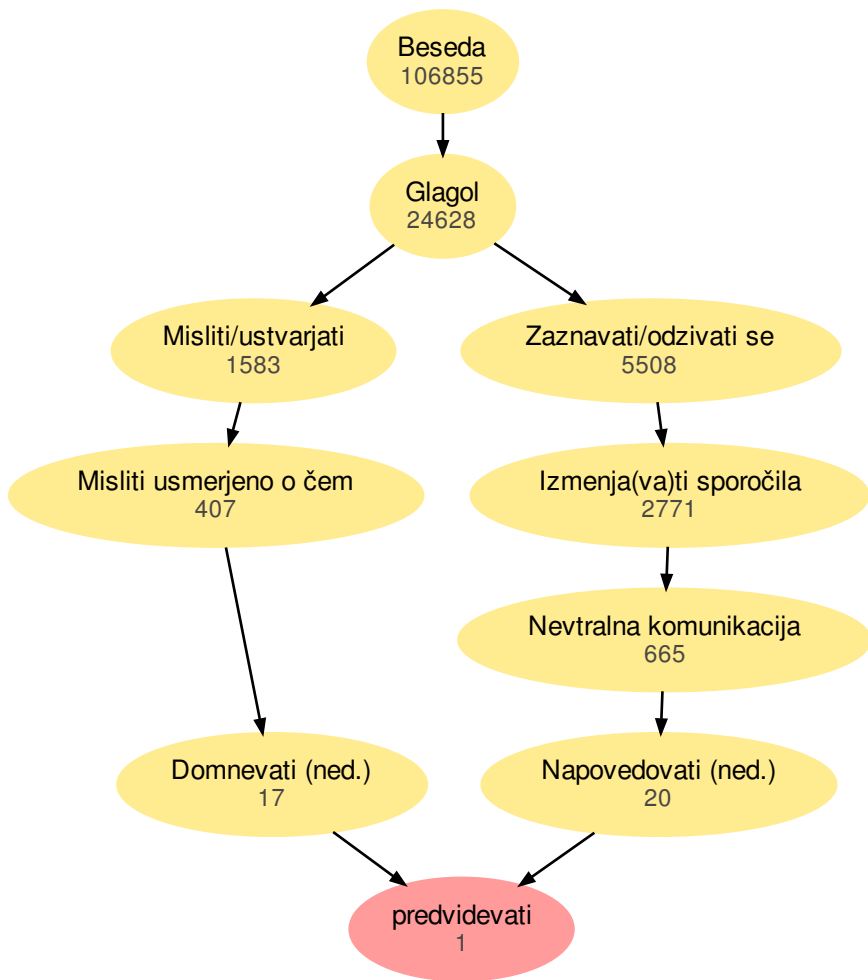 Beseda
106855
Glagol
24628
Misliti/ustvarjati
1583
Zaznavati/odzivati se
5508
Misliti usmerjeno o čem
407
Izmenja(va)ti sporočila
2771
Nevtralna komunikacija
665
Domnevati (ned.)
17
Napovedovati (ned.)
20
predvidevati
1